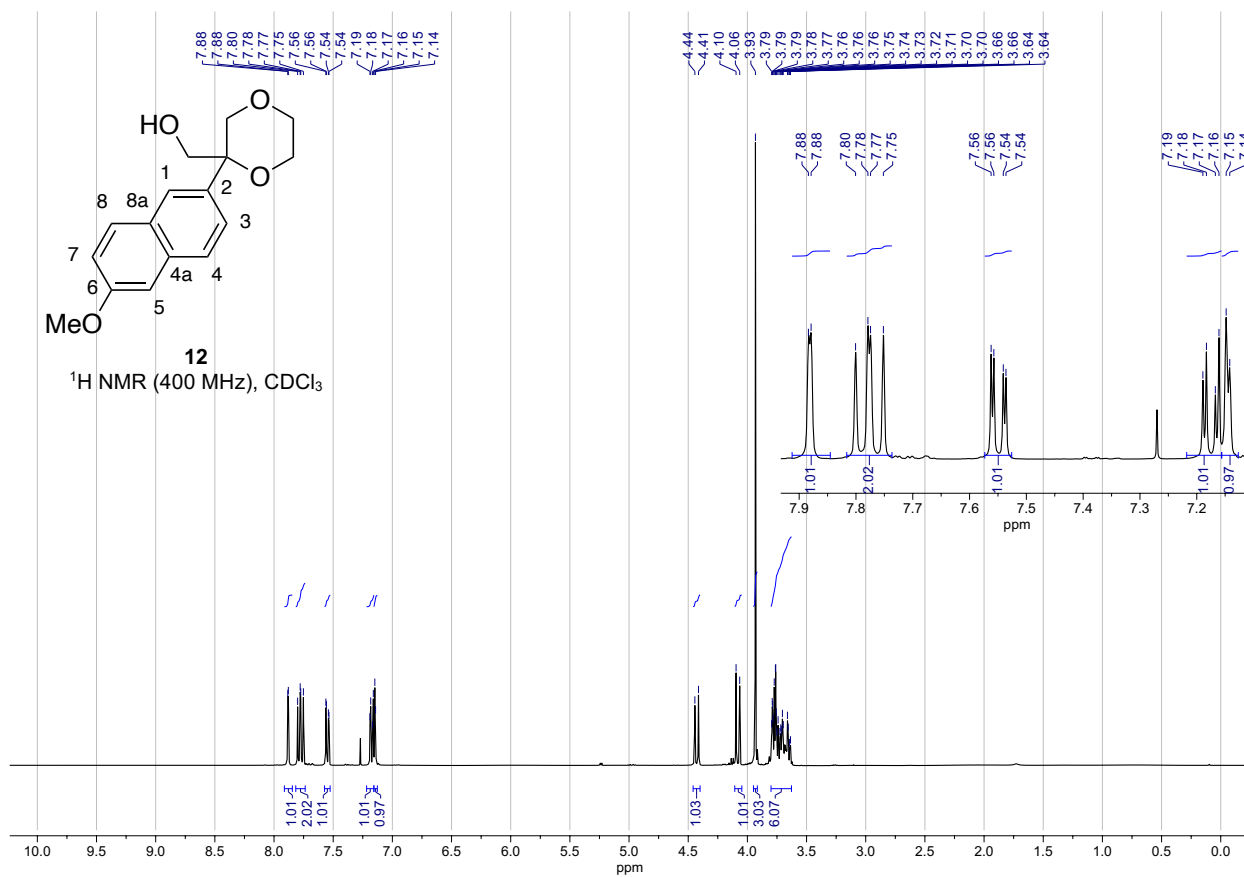 7.88 7.88 7.80 7.78 7.77 7.75 7.56 7.56 7.54 7.54 7.19 7.18 7.17 7.16 7.15 7.14
4.44 4.41 4.10 4.06 3.93 3.79 3.79 3.79 3.78 3.77 3.76 3.76 3.76 3.75 3.74 3.73 3.72 3.71 3.70 3.70 3.66 3.66 3.64 3.64
O
HO
O
1
2
8a
8
3
7
4a
4
6
5
MeO
12
¹H NMR (400 MHz), CDCl₃
7.88 7.88 7.80 7.78 7.77 7.75 7.56 7.56 7.54 7.54 7.19 7.18 7.17 7.16 7.15 7.14
1.01 2.02 1.01 1.01 0.97
7.9 7.8 7.7 7.6 7.5 7.4 7.3 7.2
ppm
1.01 2.02 1.01 1.01 0.97 1.03 1.01 3.03 6.07
10.0 9.5 9.0 8.5 8.0 7.5 7.0 6.5 6.0 5.5 5.0 4.5 4.0 3.5 3.0 2.5 2.0 1.5 1.0 0.5 0.0
ppm